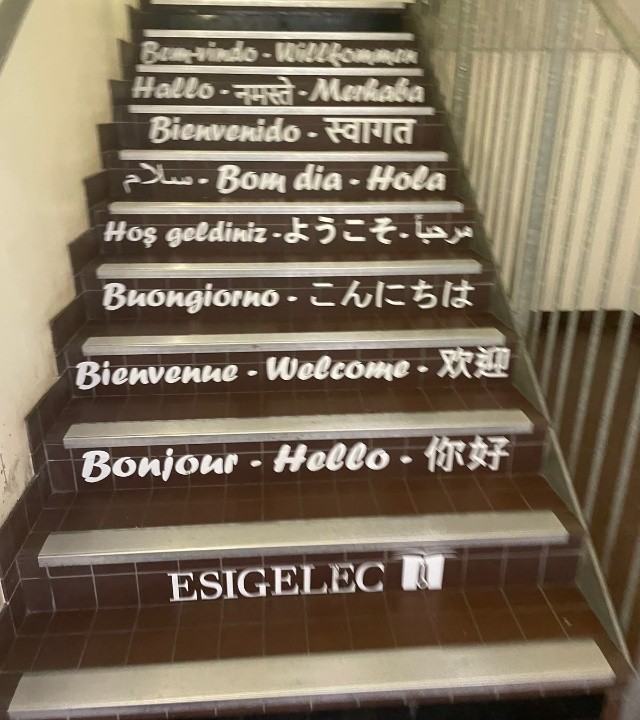 Bem-vindo - Willkommen
Hallo - नमस्ते - Merhaba
Bienvenido - स्वागत
سلام - Bom dia - Hola
Hoş geldiniz - ようこそ - مرحباً
Buongiorno - こんにちは
Bienvenue - Welcome - 欢迎
Bonjour - Hello - 你好
ESIGELEC